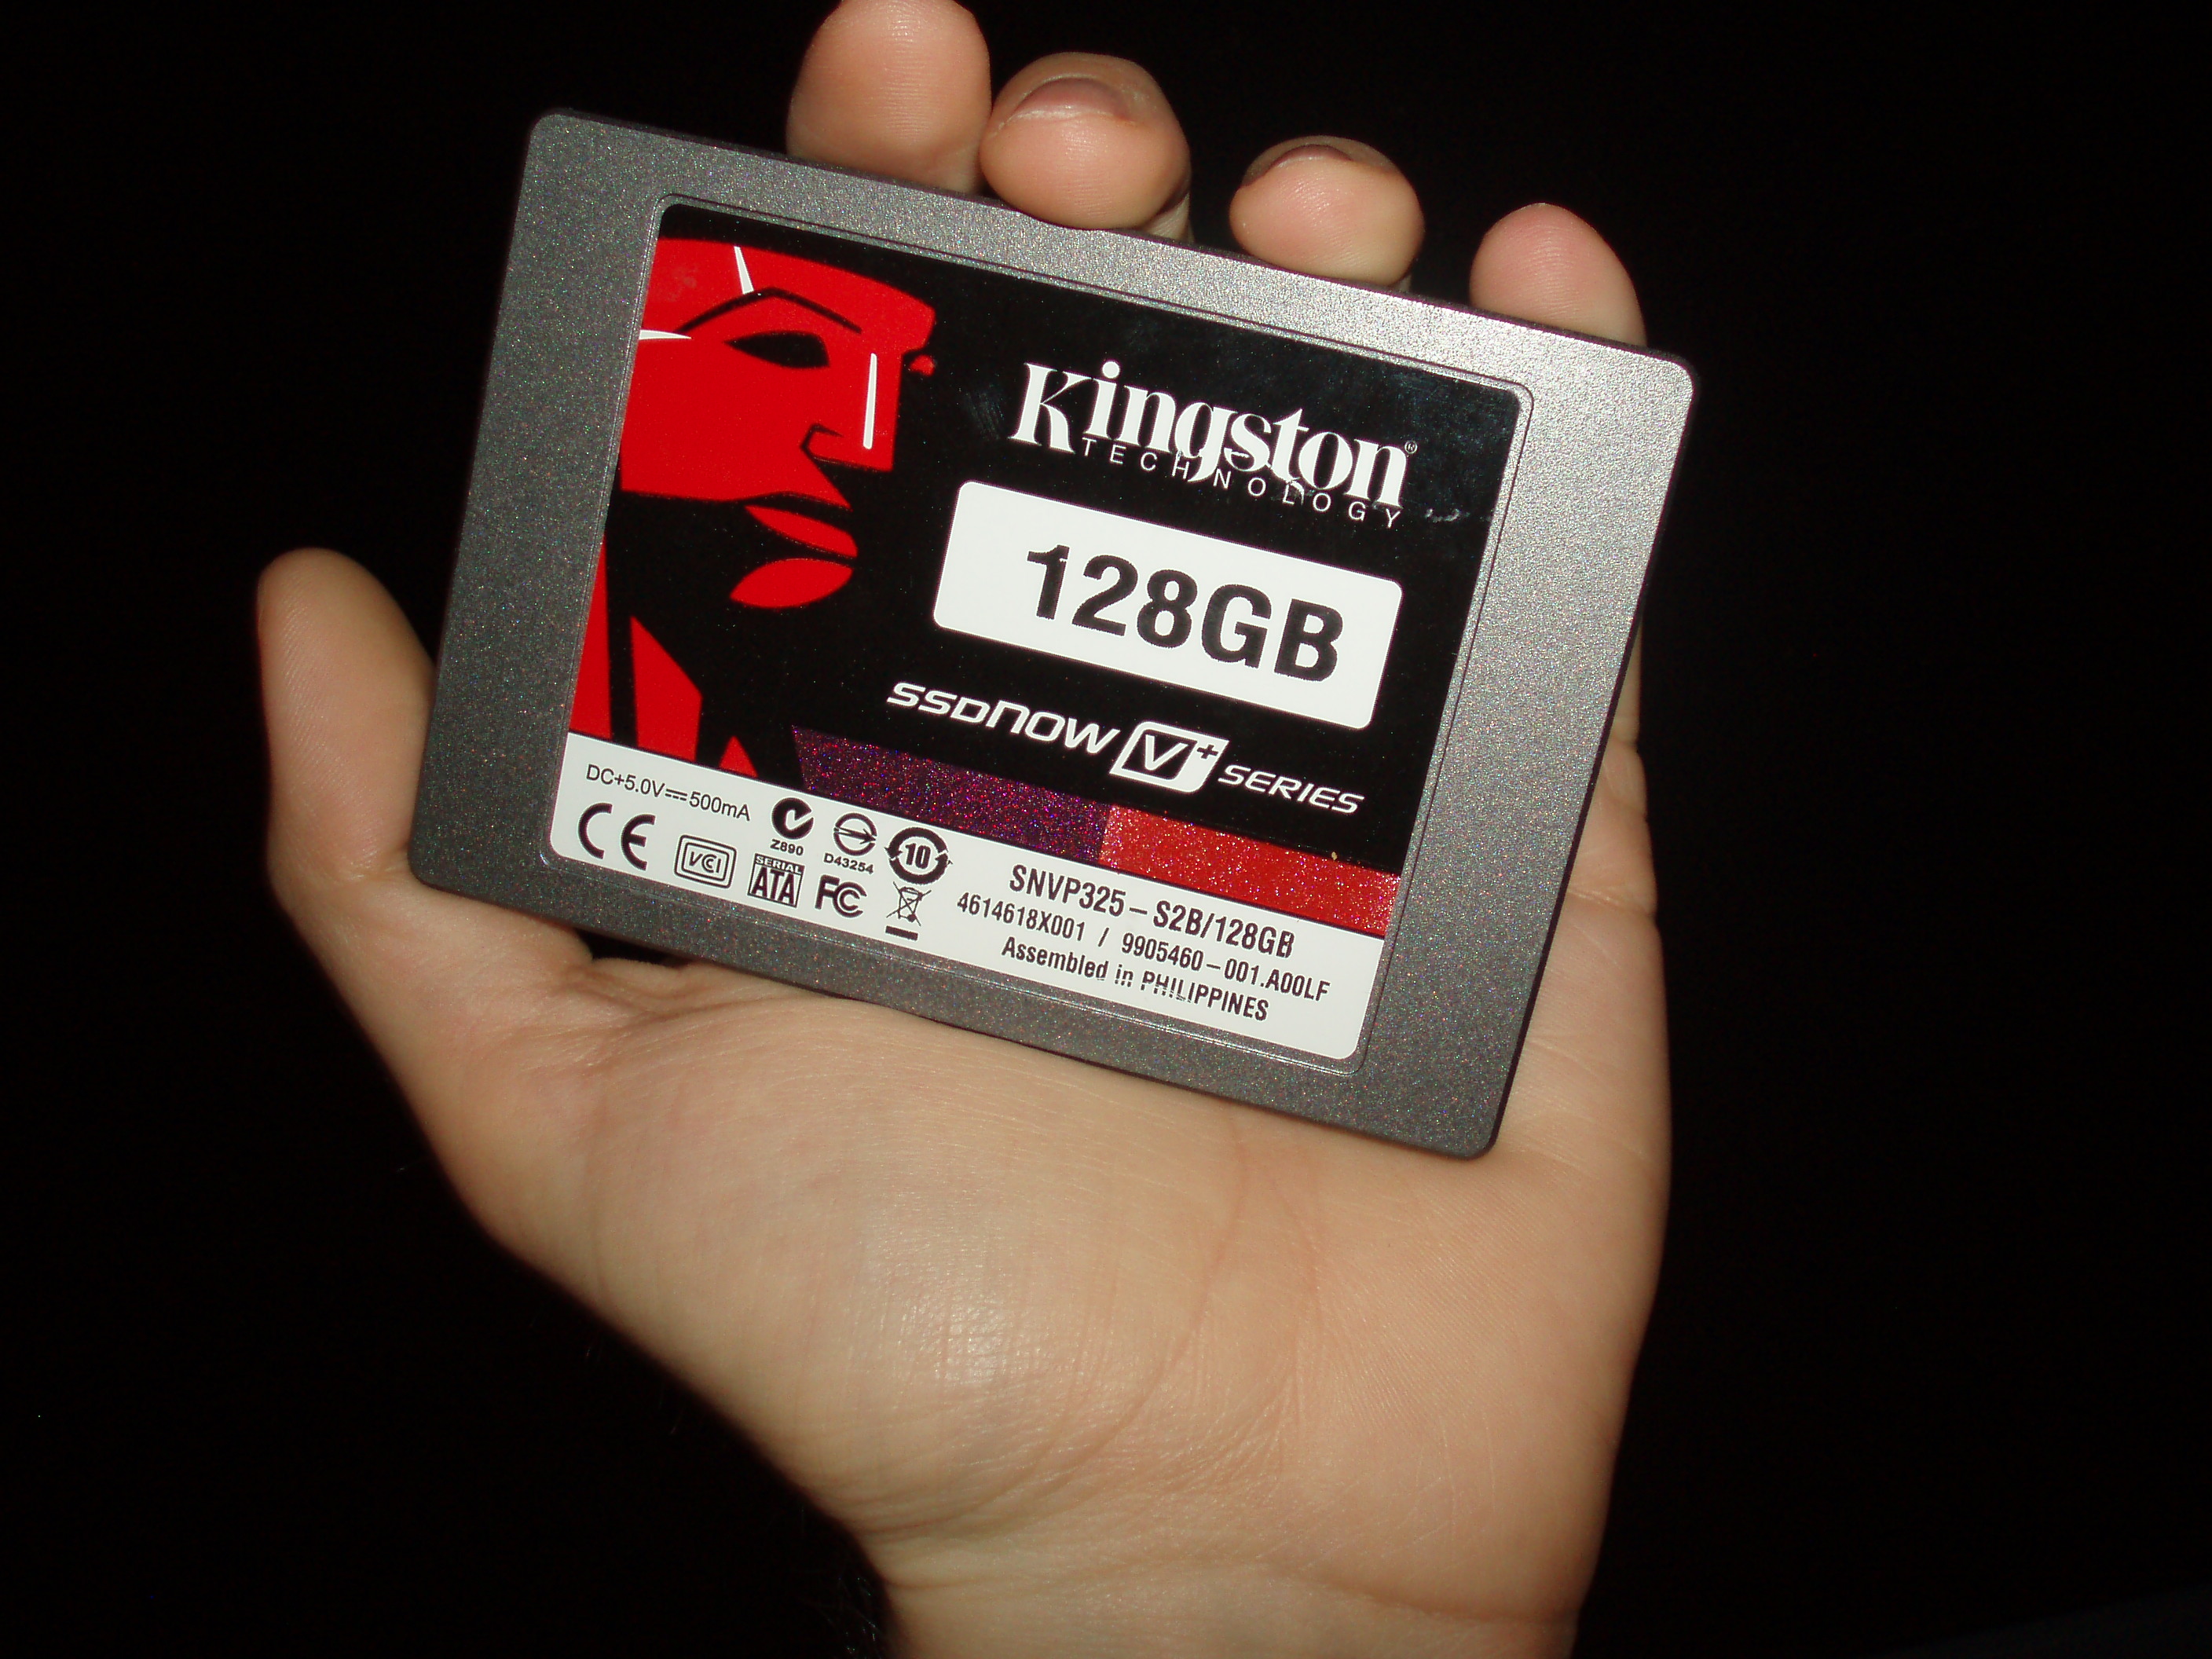 Kingston®
TECHNOLOGY
128GB
SSDNOW V+ SERIES
DC+5.0V⎓500mA
Z890
D43254
10
CE
VCI
SERIAL
ATA
FC
SNVP325-S2B/128GB
4614618X001 / 9905460-001.A00LF
Assembled in PHILIPPINES